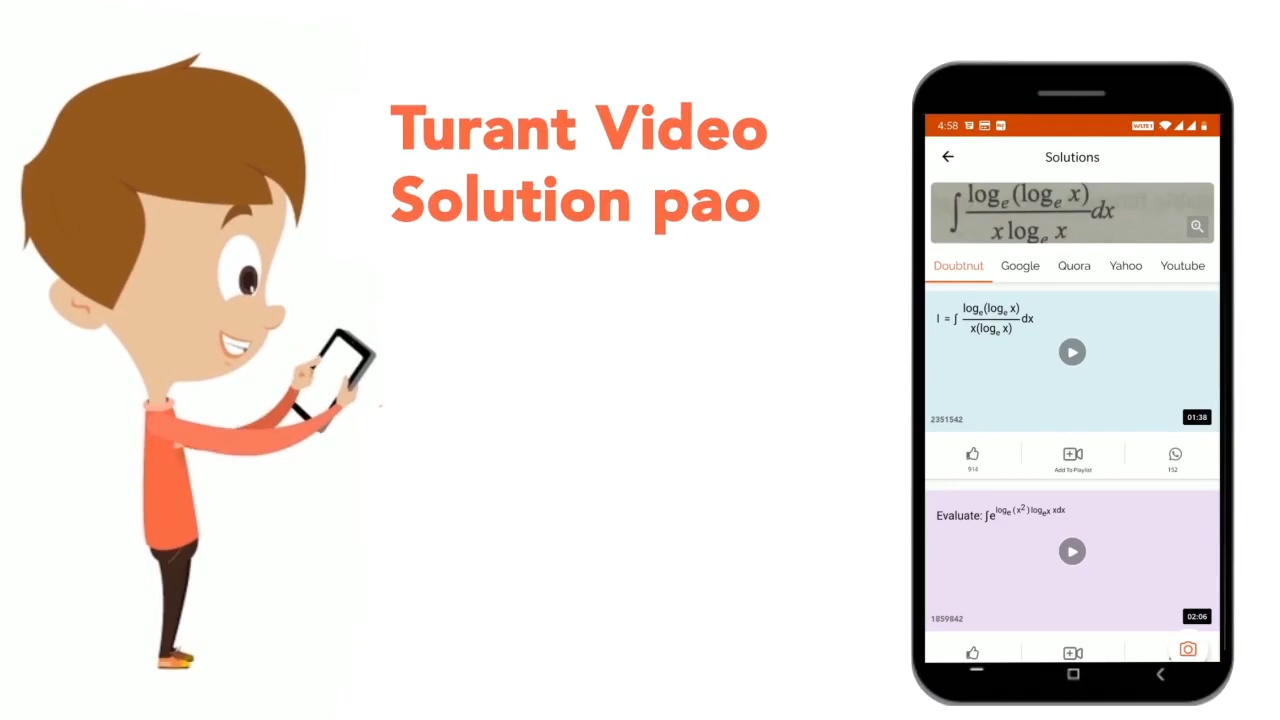 Turant Video
Solution pao
4:58
VoLTE1
Solutions
∫ logₑ(logₑ x) / x logₑ x dx
Doubtnut Google Quora Yahoo Youtube
I = ∫ logₑ(logₑ x) / x(logₑ x) dx
2351542 01:38
914 Add To Playlist 152
Evaluate: ∫e^logₑ(x²)logₑx xdx
1859842 02:06